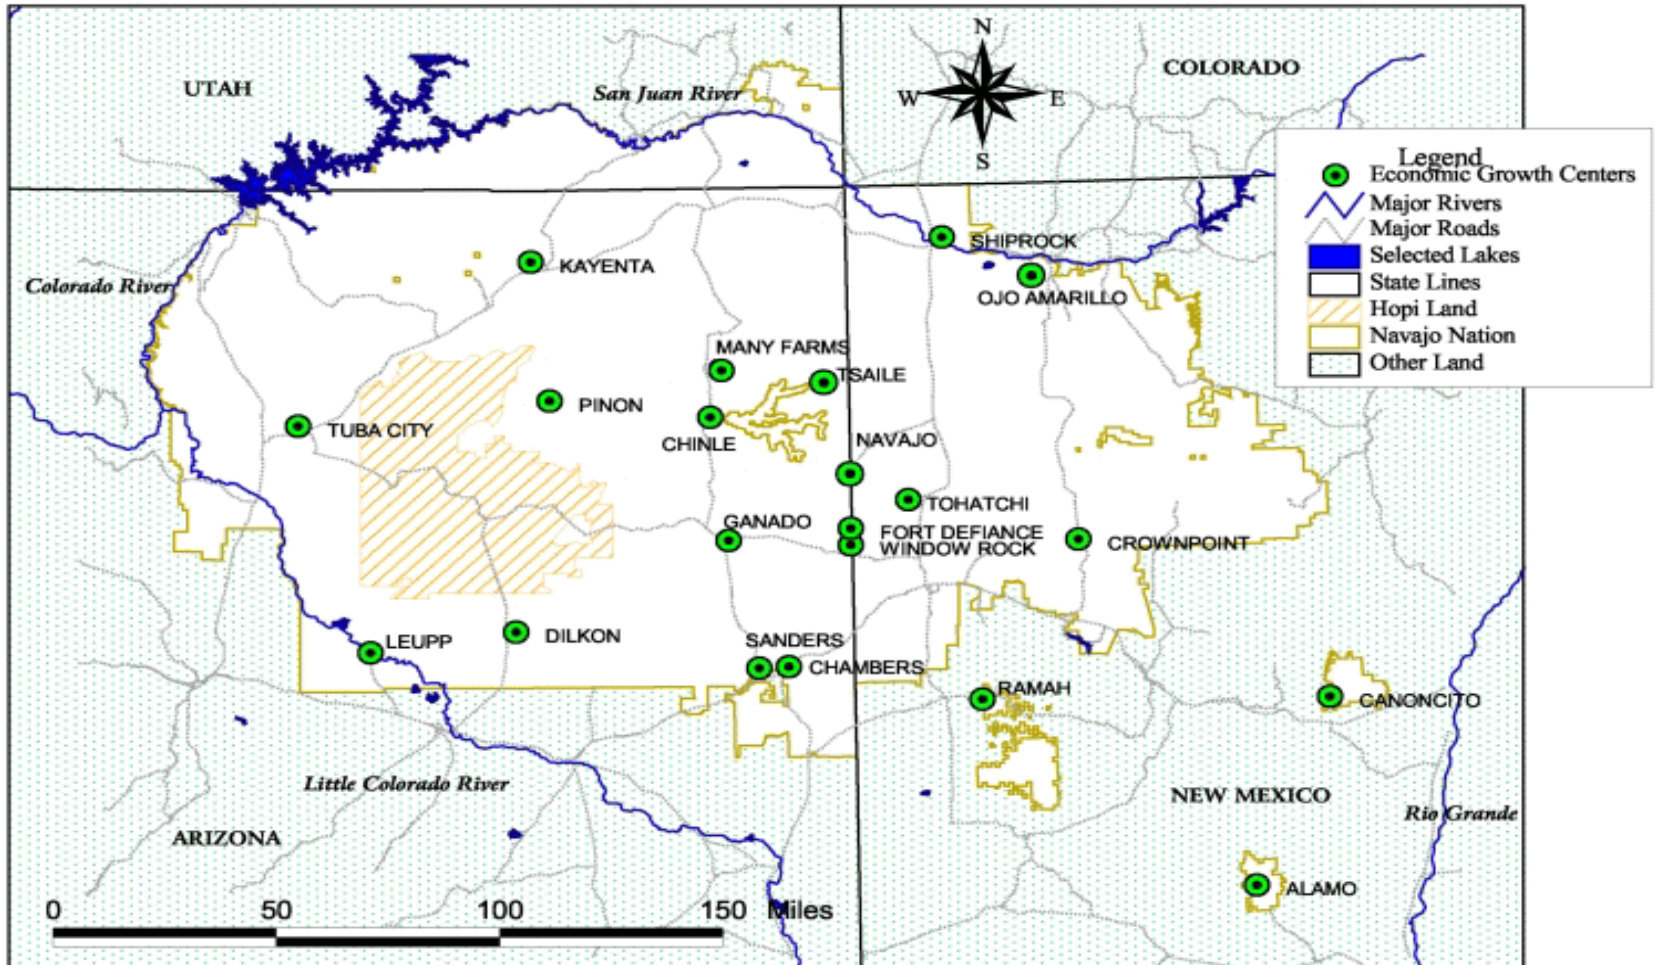 N
UTAH
COLORADO
San Juan River
W
E
S
Legend
Economic Growth Centers
Major Rivers
Major Roads
Selected Lakes
State Lines
Hopi Land
Navajo Nation
Other Land
SHIPROCK
KAYENTA
Colorado River
OJO AMARILLO
MANY FARMS
TSAILE
PINON
TUBA CITY
CHINLE
NAVAJO
TOHATCHI
GANADO
FORT DEFIANCE
WINDOW ROCK
CROWNPOINT
LEUPP
DILKON
SANDERS
CHAMBERS
RAMAH
CANONCITO
Little Colorado River
NEW MEXICO
Rio Grande
ARIZONA
ALAMO
0 50 100 150 Miles